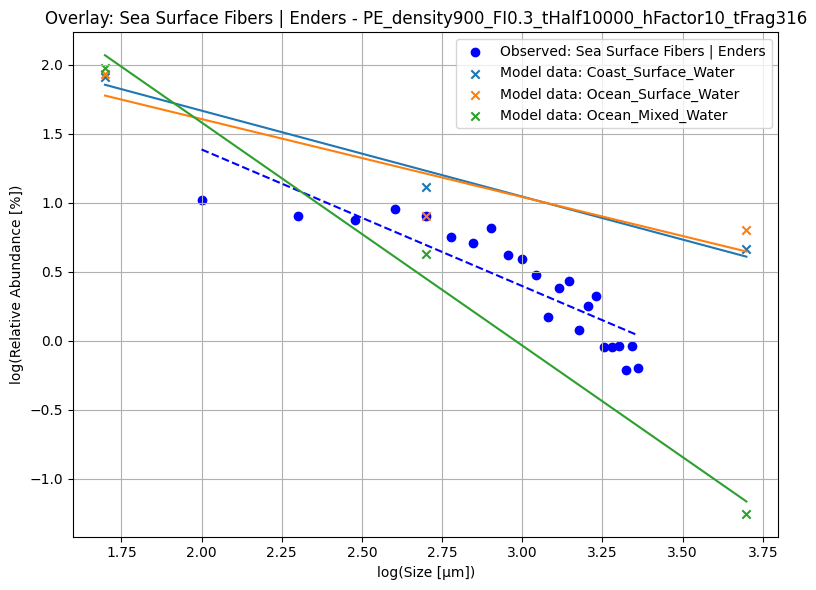 Overlay: Sea Surface Fibers | Enders - PE_density900_FI0.3_tHalf10000_hFactor10_tFrag316
Observed: Sea Surface Fibers | Enders
Model data: Coast_Surface_Water
Model data: Ocean_Surface_Water
Model data: Ocean_Mixed_Water
log(Relative Abundance [%])
2.0
1.5
1.0
0.5
0.0
−0.5
−1.0
1.75 2.00 2.25 2.50 2.75 3.00 3.25 3.50 3.75
log(Size [μm])